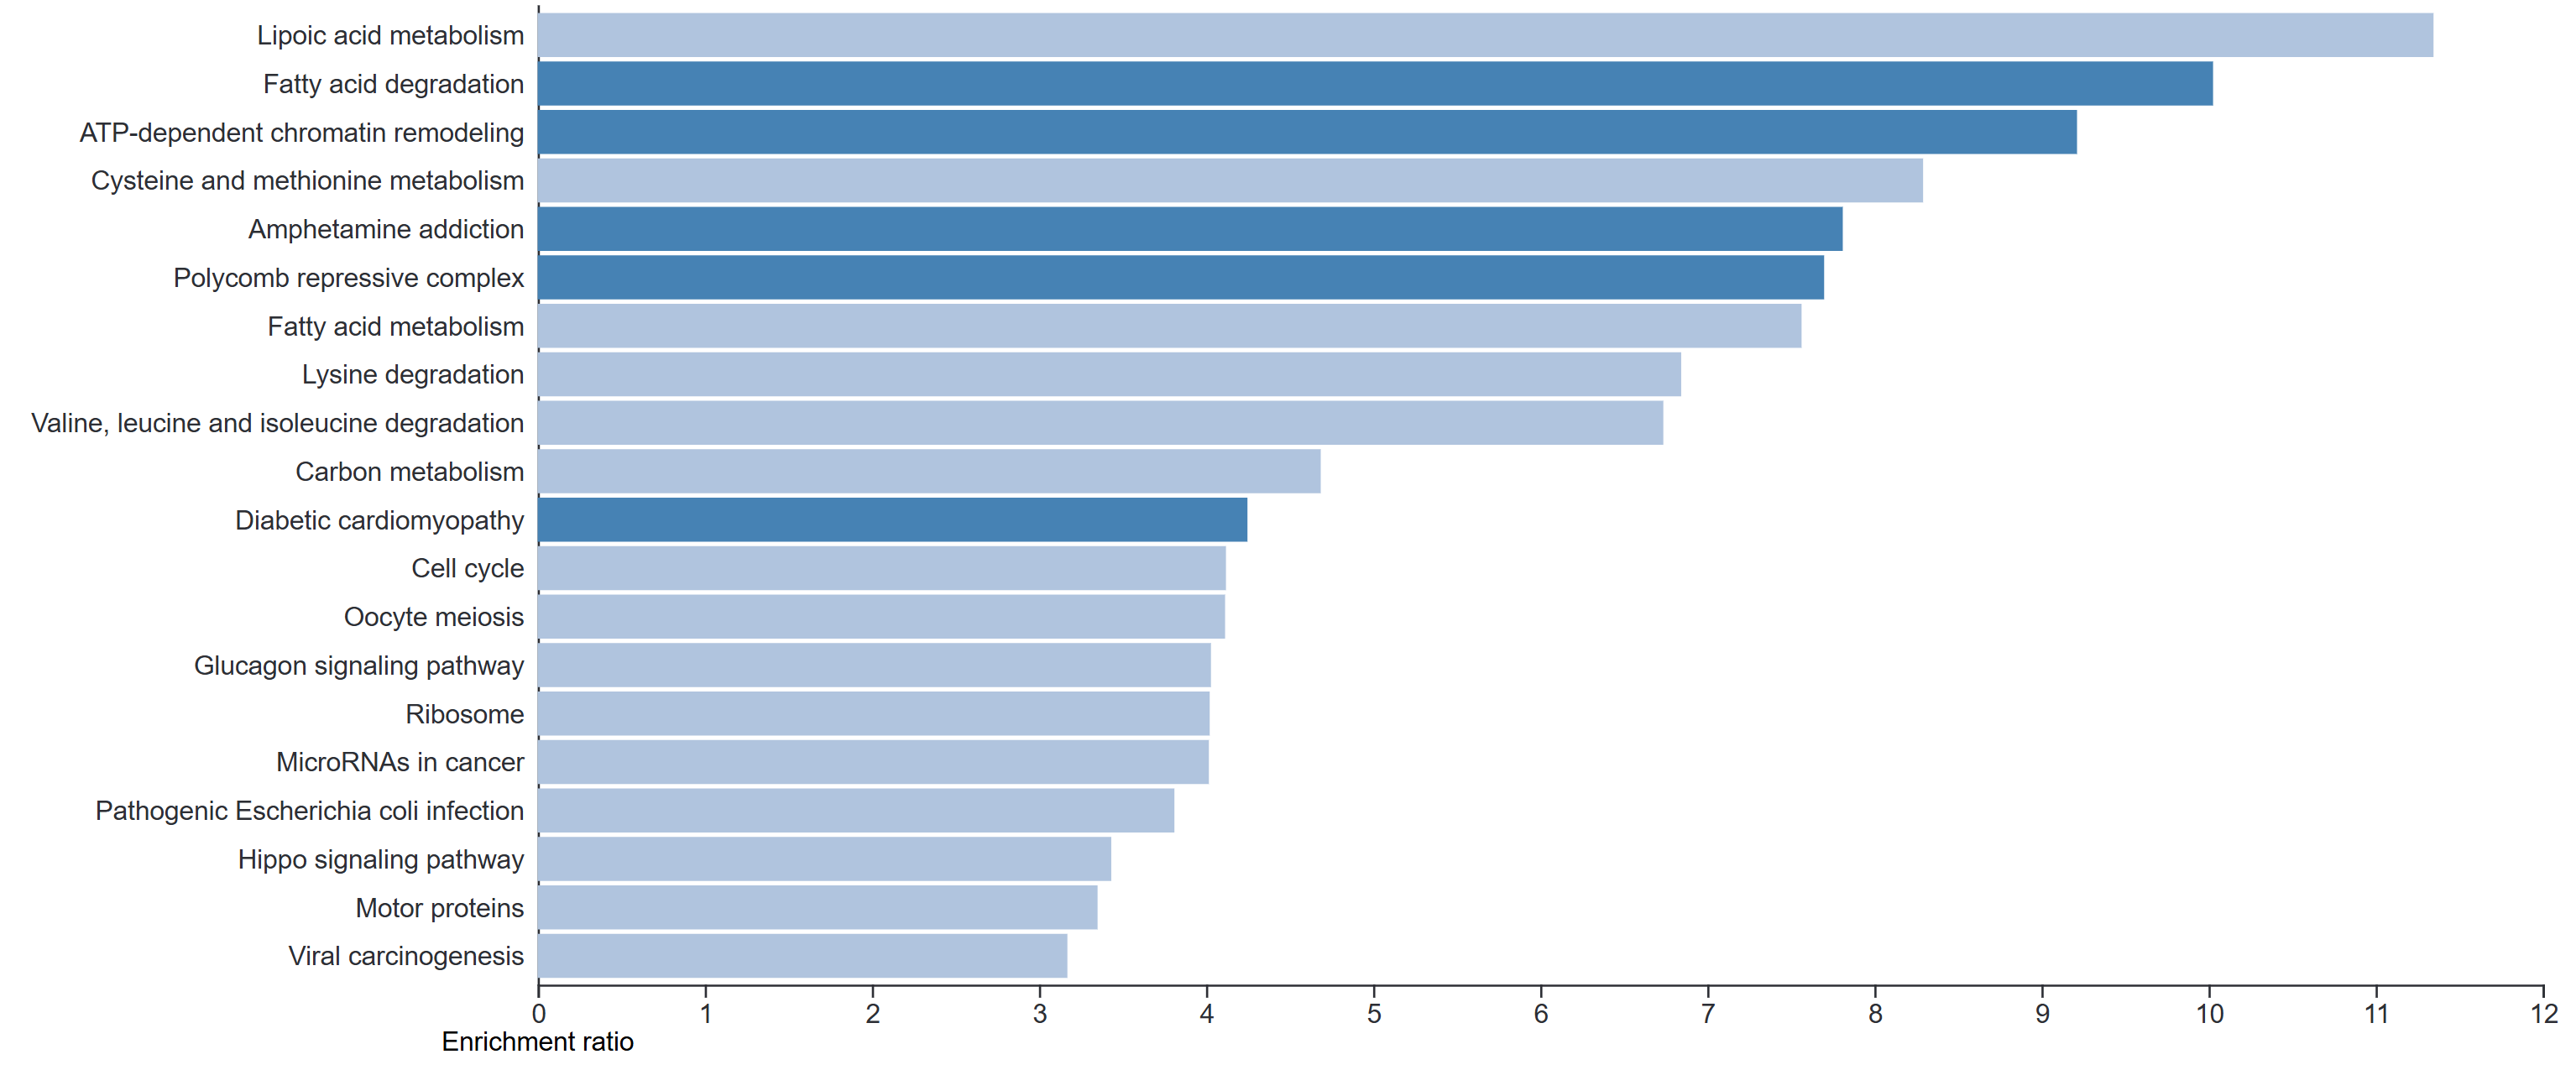 Lipoic acid metabolism
Fatty acid degradation
ATP-dependent chromatin remodeling
Cysteine and methionine metabolism
Amphetamine addiction
Polycomb repressive complex
Fatty acid metabolism
Lysine degradation
Valine, leucine and isoleucine degradation
Carbon metabolism
Diabetic cardiomyopathy
Cell cycle
Oocyte meiosis
Glucagon signaling pathway
Ribosome
MicroRNAs in cancer
Pathogenic Escherichia coli infection
Hippo signaling pathway
Motor proteins
Viral carcinogenesis
0 1 2 3 4 5 6 7 8 9 10 11 12
Enrichment ratio